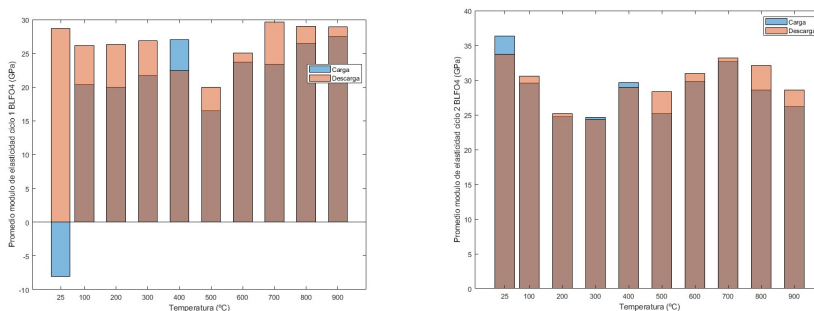 Promedio modulo de elasticidad ciclo 1 BLFO4 (GPa)
30
25
20
15
10
5
0
-5
-10
Carga
Descarga
25 100 200 300 400 500 600 700 800 900
Temperatura (ºC)
Promedio modulo de elasticidad ciclo 2 BLFO4 (GPa)
40
35
30
25
20
15
10
5
0
Carga
Descarga
25 100 200 300 400 500 600 700 800 900
Temperatura (ºC)